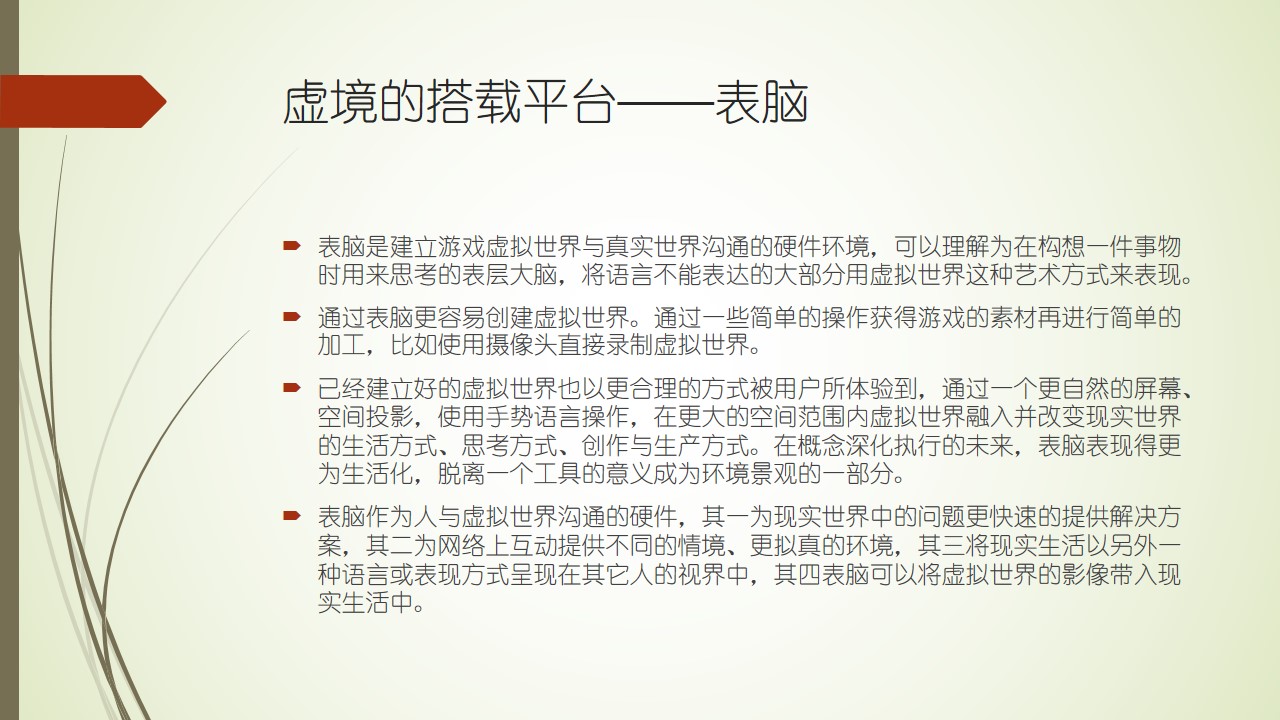 虚境的搭载平台——表脑
表脑是建立游戏虚拟世界与真实世界沟通的硬件环境，可以理解为在构想一件事物
时用来思考的表层大脑，将语言不能表达的大部分用虚拟世界这种艺术方式来表现。
通过表脑更容易创建虚拟世界。通过一些简单的操作获得游戏的素材再进行简单的
加工，比如使用摄像头直接录制虚拟世界。
已经建立好的虚拟世界也以更合理的方式被用户所体验到，通过一个更自然的屏幕、
空间投影，使用手势语言操作，在更大的空间范围内虚拟世界融入并改变现实世界
的生活方式、思考方式、创作与生产方式。在概念深化执行的未来，表脑表现得更
为生活化，脱离一个工具的意义成为环境景观的一部分。
表脑作为人与虚拟世界沟通的硬件，其一为现实世界中的问题更快速的提供解决方
案，其二为网络上互动提供不同的情境、更拟真的环境，其三将现实生活以另外一
种语言或表现方式呈现在其它人的视界中，其四表脑可以将虚拟世界的影像带入现
实生活中。